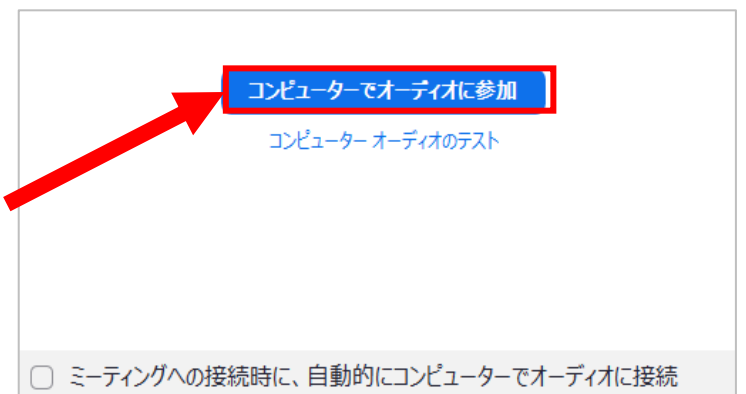 コンピューターでオーディオに参加
コンピューター オーディオのテスト
ミーティングへの接続時に、自動的にコンピューターでオーディオに接続